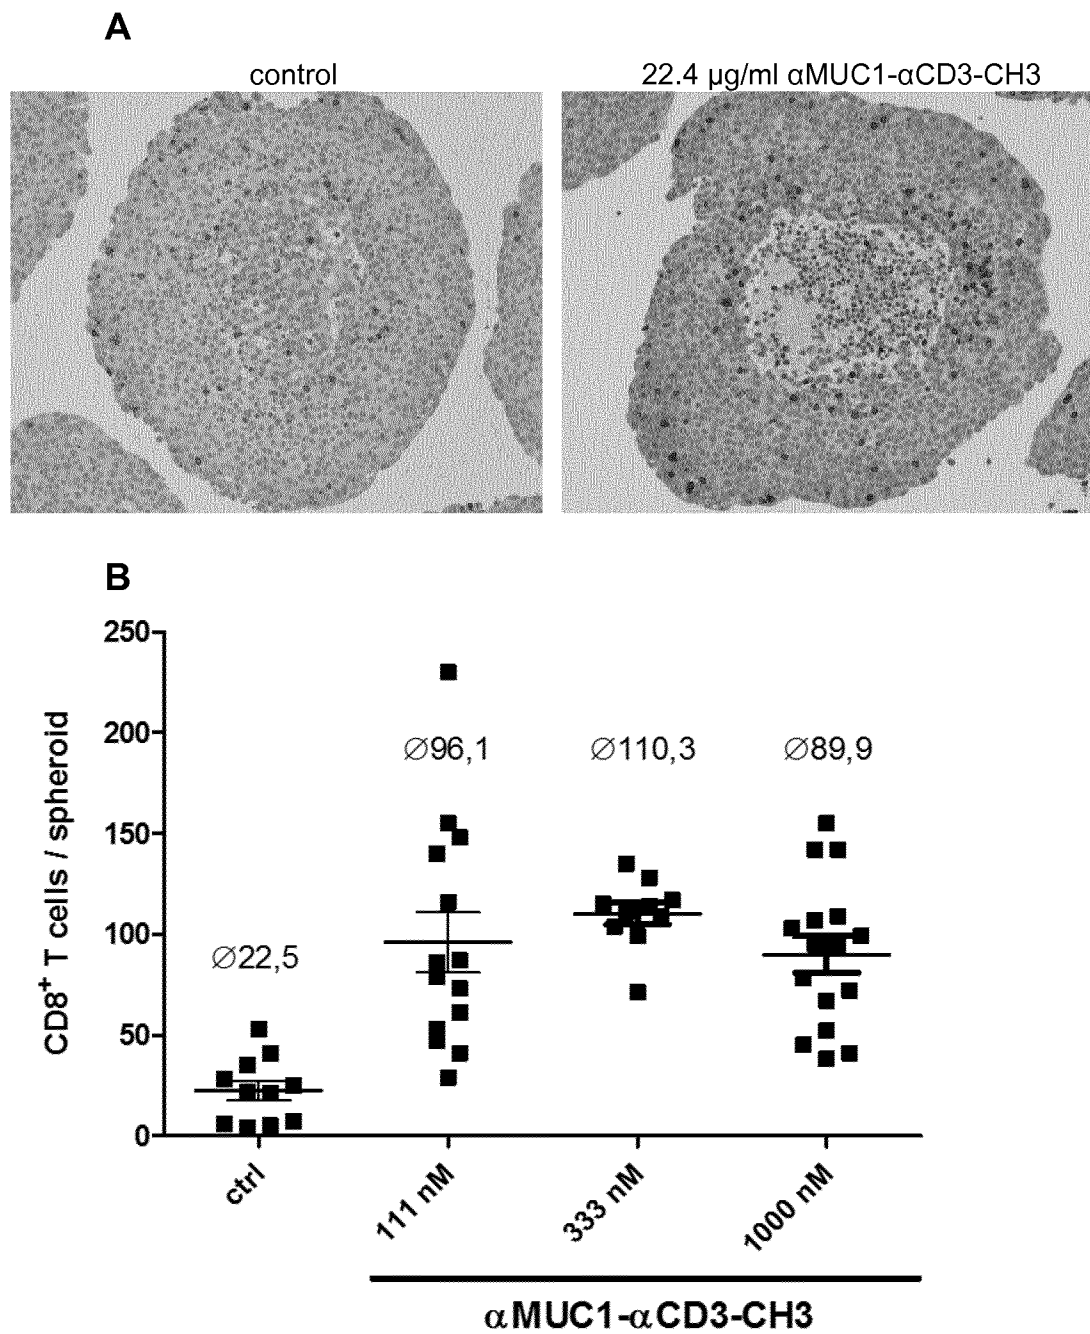 A
control
22.4 µg/ml αMUC1-αCD3-CH3
B
CD8⁺ T cells / spheroid
250
200
150
100
50
0
∅22,5
∅96,1
∅110,3
∅89,9
ctrl
111 nM
333 nM
1000 nM
αMUC1-αCD3-CH3